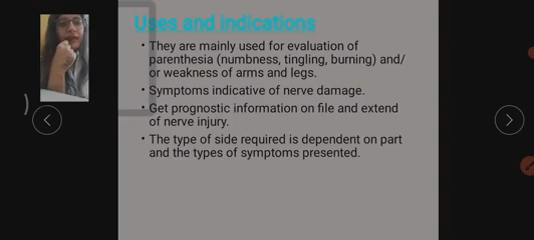 Uses and Indications
• They are mainly used for evaluation of
parenthesia (numbness, tingling, burning) and/
or weakness of arms and legs.
• Symptoms indicative of nerve damage.
• Get prognostic information on file and extend
of nerve injury.
• The type of side required is dependent on part
and the types of symptoms presented.